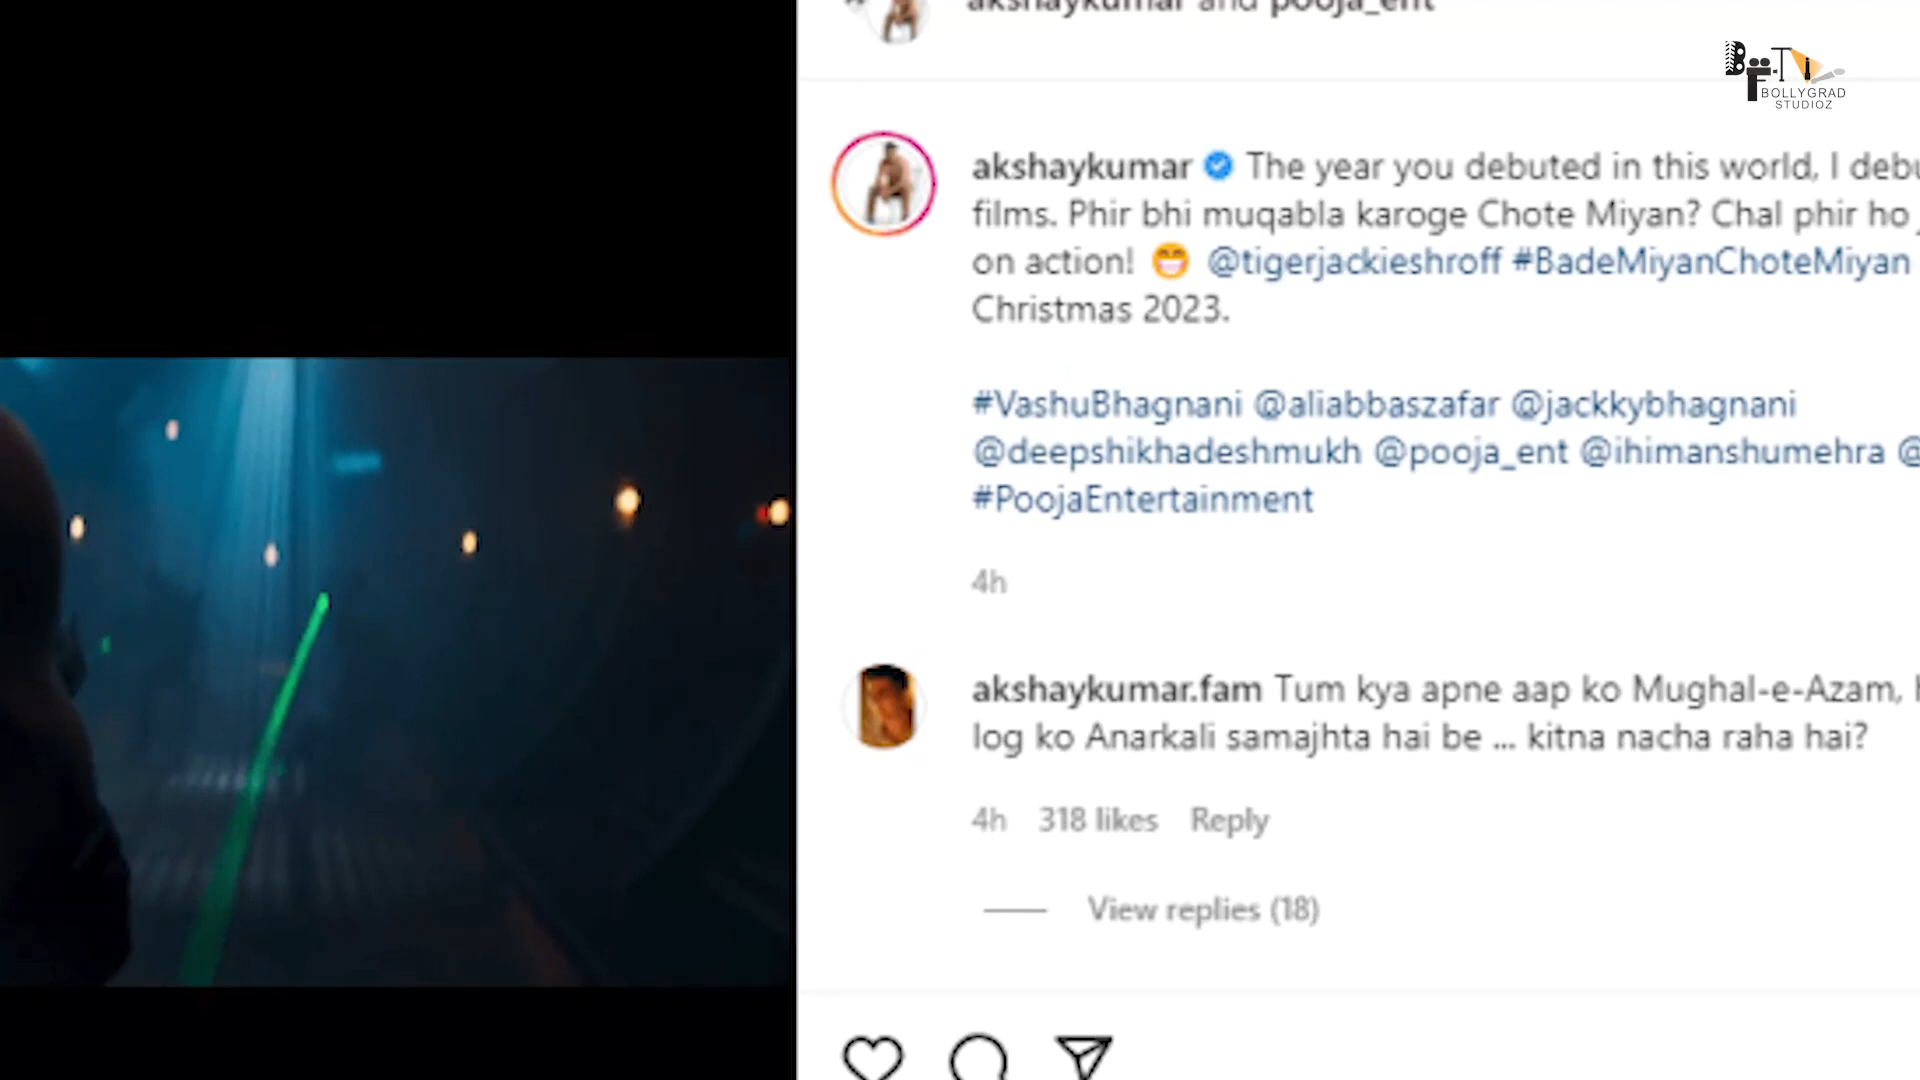 akshaykumar and pooja_ent
BOLLYGRAD
STUDIOZ
akshaykumar The year you debuted in this world, I
films. Phir bhi muqabla karoge Chote Miyan? Chal phir ho
on action! 😁 @tigerjackieshroff #BadeMiyanChoteMiyan
Christmas 2023.
#VashuBhagnani @aliabbaszafar @jackkybhagnani
@deepshikhadeshmukh @pooja_ent @ihimanshumehra @
#PoojaEntertainment
4h
akshaykumar.fam Tum kya apne aap ko Mughal-e-Azam,
log ko Anarkali samajhta hai be ... kitna nacha raha hai?
4h 318 likes Reply
View replies (18)